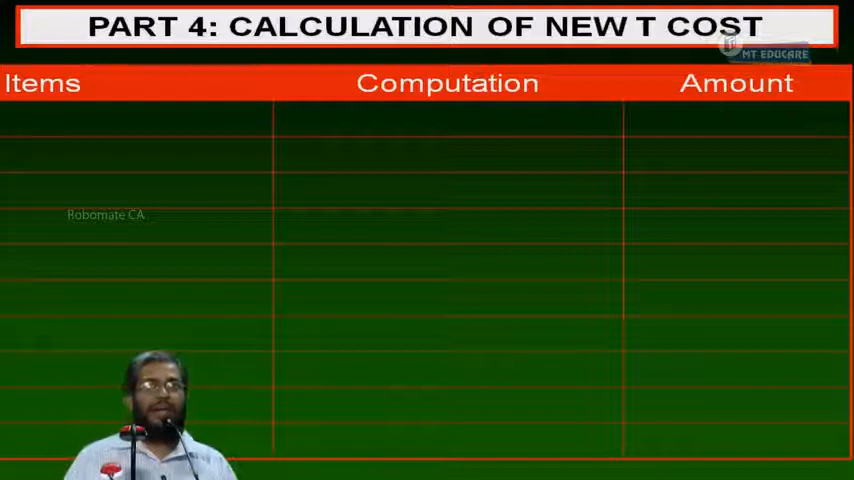 PART 4: CALCULATION OF NEW T COST
MT EDUCARE
Items Computation Amount
Robomate CA